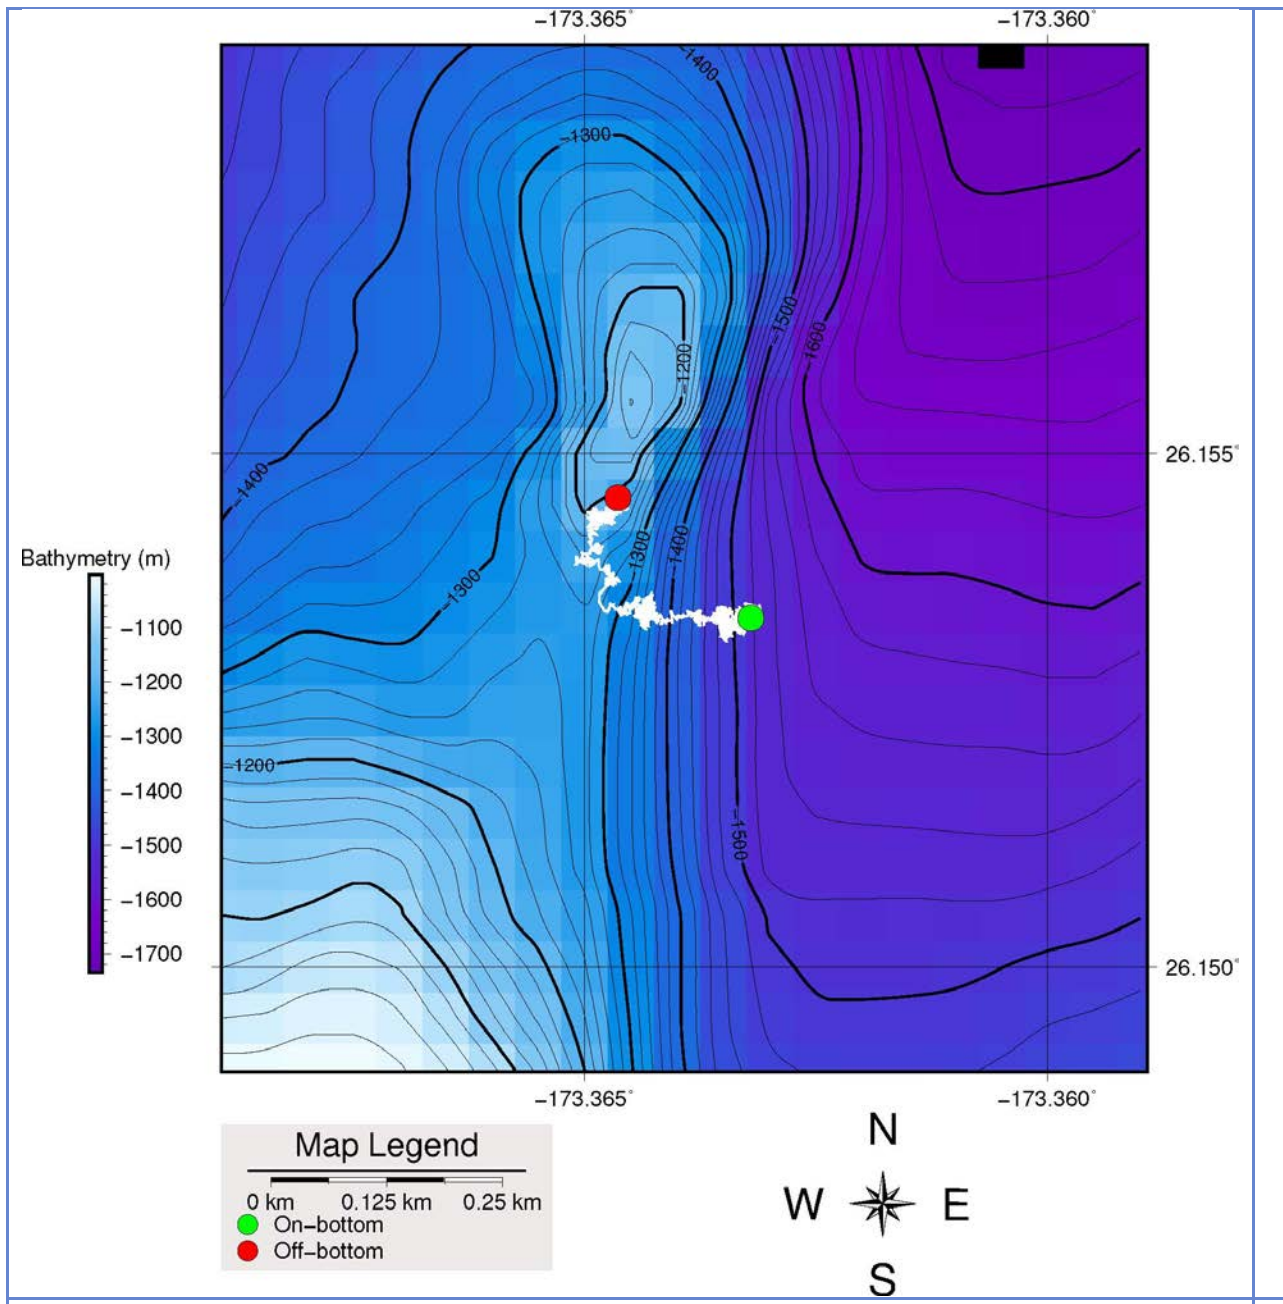 −173.365° −173.360°
−1400
−1300
−1500
−1600
−1200
26.155°
−1400
−1300
−1400
−1300
Bathymetry (m)
−1100
−1200
−1300
−1400
−1500
−1600
−1700
−1200
−1500
26.150°
−173.365° −173.360°
Map Legend
0 km 0.125 km 0.25 km
On−bottom
Off−bottom
N
W E
S